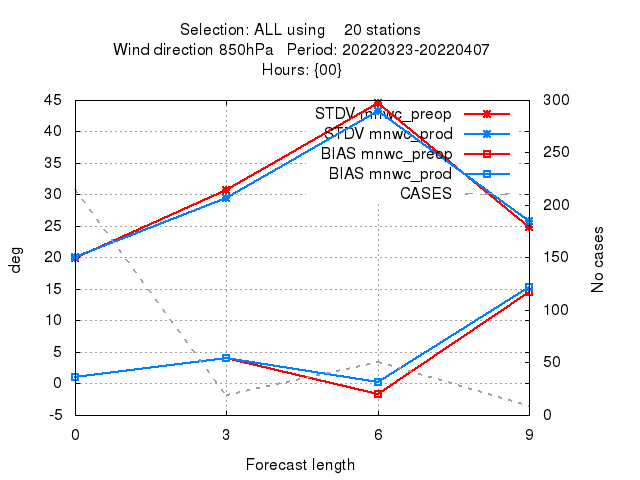 Selection: ALL using 20 stations
Wind direction 850hPa Period: 20220323-20220407
Hours: {00}
45
40
35
30
25
20
15
10
5
0
-5
300
250
200
150
100
50
0
STDV mnwc_preop
STDV mnwc_prod
BIAS mnwc_preop
BIAS mnwc_prod
CASES
deg
No cases
0 3 6 9
Forecast length